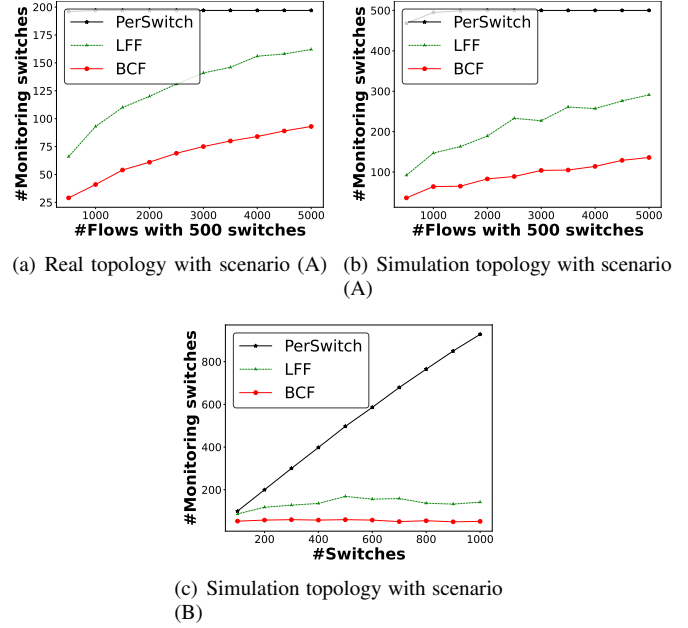 200
175
150
125
100
75
50
25
#Monitoring switches
PerSwitch
LFF
BCF
1000 2000 3000 4000 5000
#Flows with 500 switches
(a) Real topology with scenario (A)
500
400
300
200
100
#Monitoring switches
PerSwitch
LFF
BCF
1000 2000 3000 4000 5000
#Flows with 500 switches
(b) Simulation topology with scenario
(A)
800
600
400
200
#Monitoring switches
PerSwitch
LFF
BCF
200 400 600 800 1000
#Switches
(c) Simulation topology with scenario
(B)